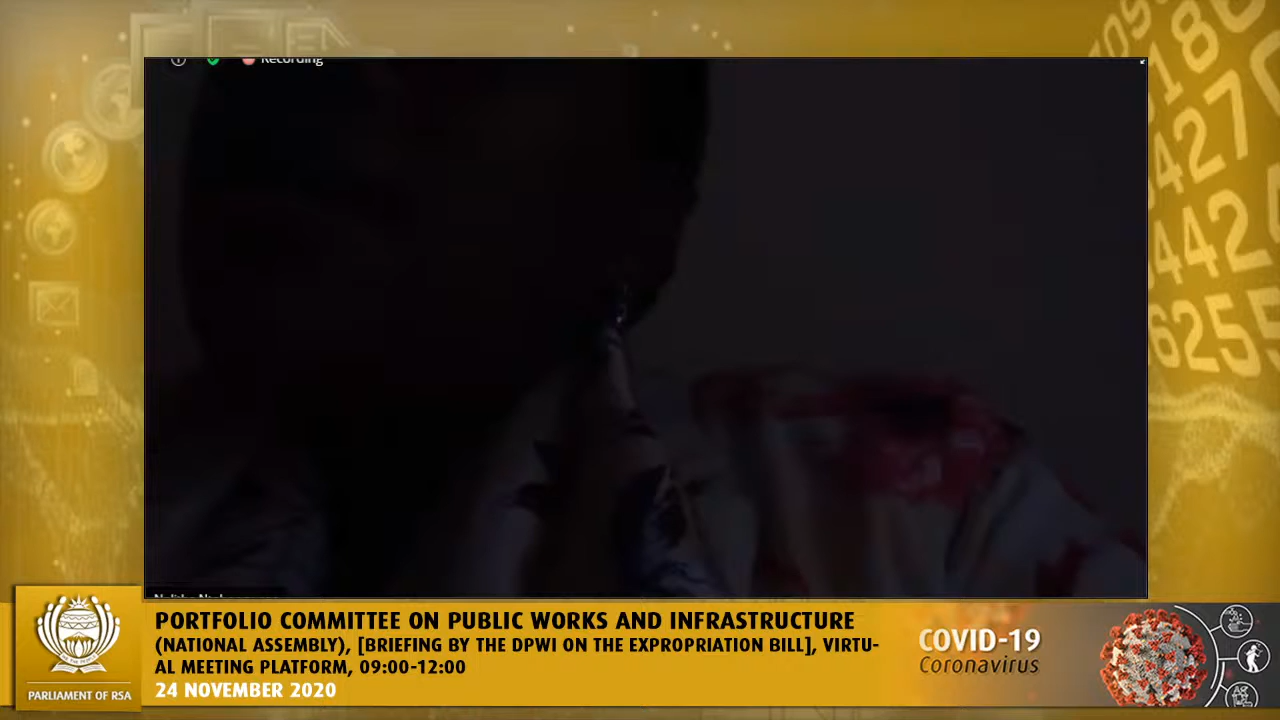 Recording
PORTFOLIO COMMITTEE ON PUBLIC WORKS AND INFRASTRUCTURE
(NATIONAL ASSEMBLY), [BRIEFING BY THE DPWI ON THE EXPROPRIATION BILL], VIRTU-
AL MEETING PLATFORM, 09:00-12:00
24 NOVEMBER 2020
PARLIAMENT OF RSA
COVID-19
Coronavirus
6255